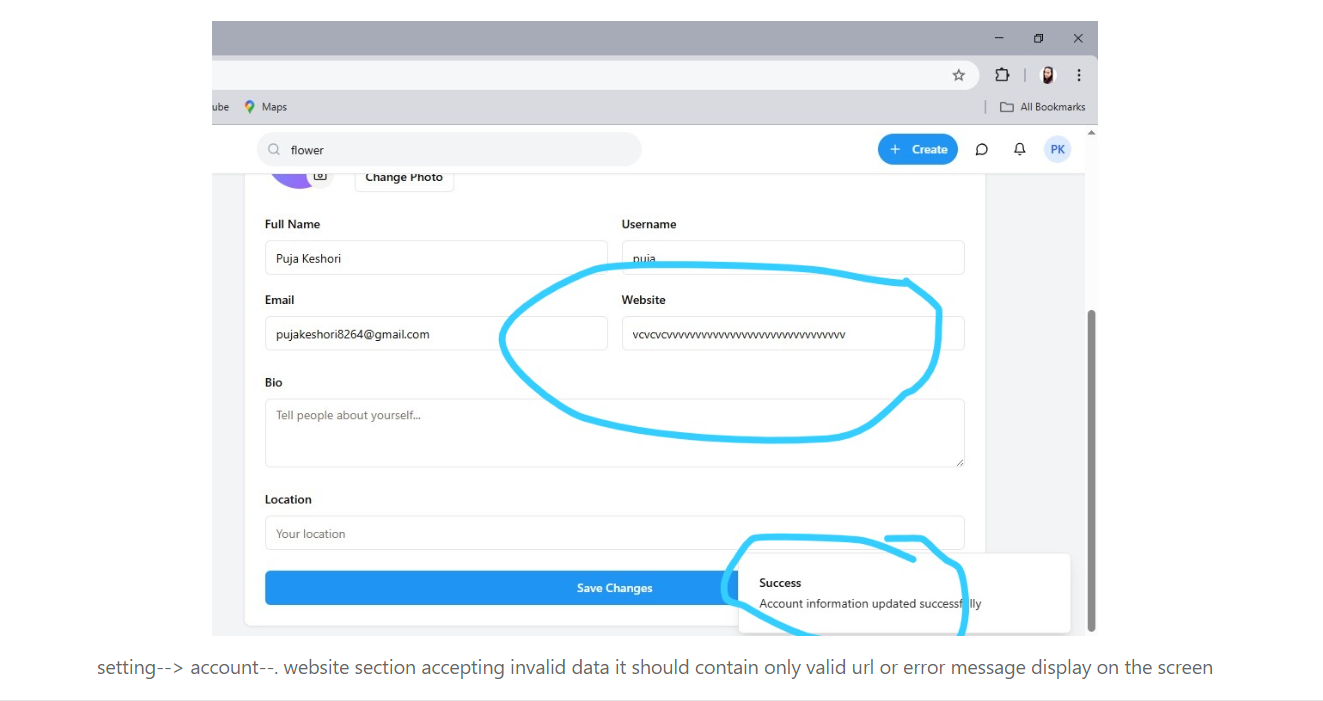 ube Maps All Bookmarks
flower + Create PK
Change Photo
Full Name Username
Puja Keshori puja
Email Website
pujakeshori8264@gmail.com vcvcvcvvvvvvvvvvvvvvvvvvvvvvvvvvvvv
Bio
Tell people about yourself...
Location
Your location
Success
Save Changes
Account information updated successfully
setting--> account--. website section accepting invalid data it should contain only valid url or error message display on the screen